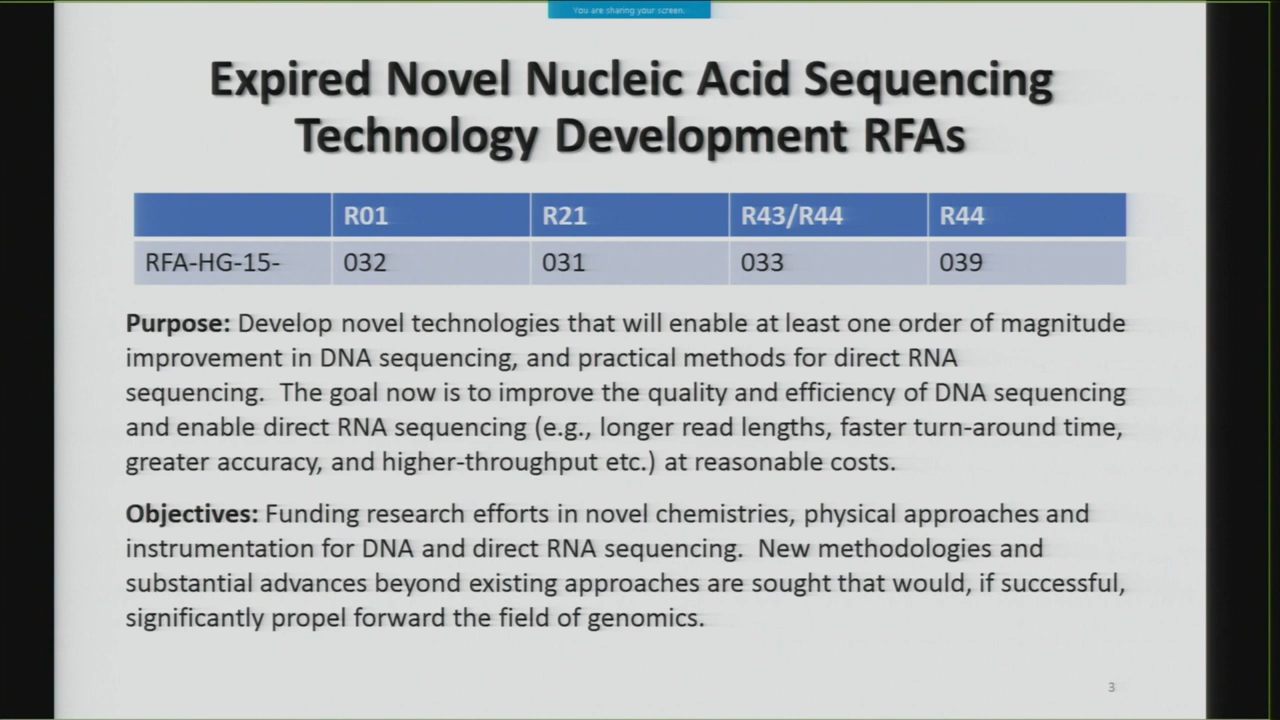 You are sharing your screen.
Expired Novel Nucleic Acid Sequencing
Technology Development RFAs
R01 R21 R43/R44 R44
RFA-HG-15- 032 031 033 039
Purpose: Develop novel technologies that will enable at least one order of magnitude
improvement in DNA sequencing, and practical methods for direct RNA
sequencing.  The goal now is to improve the quality and efficiency of DNA sequencing
and enable direct RNA sequencing (e.g., longer read lengths, faster turn-around time,
greater accuracy, and higher-throughput etc.) at reasonable costs.
Objectives: Funding research efforts in novel chemistries, physical approaches and
instrumentation for DNA and direct RNA sequencing.  New methodologies and
substantial advances beyond existing approaches are sought that would, if successful,
significantly propel forward the field of genomics.
3